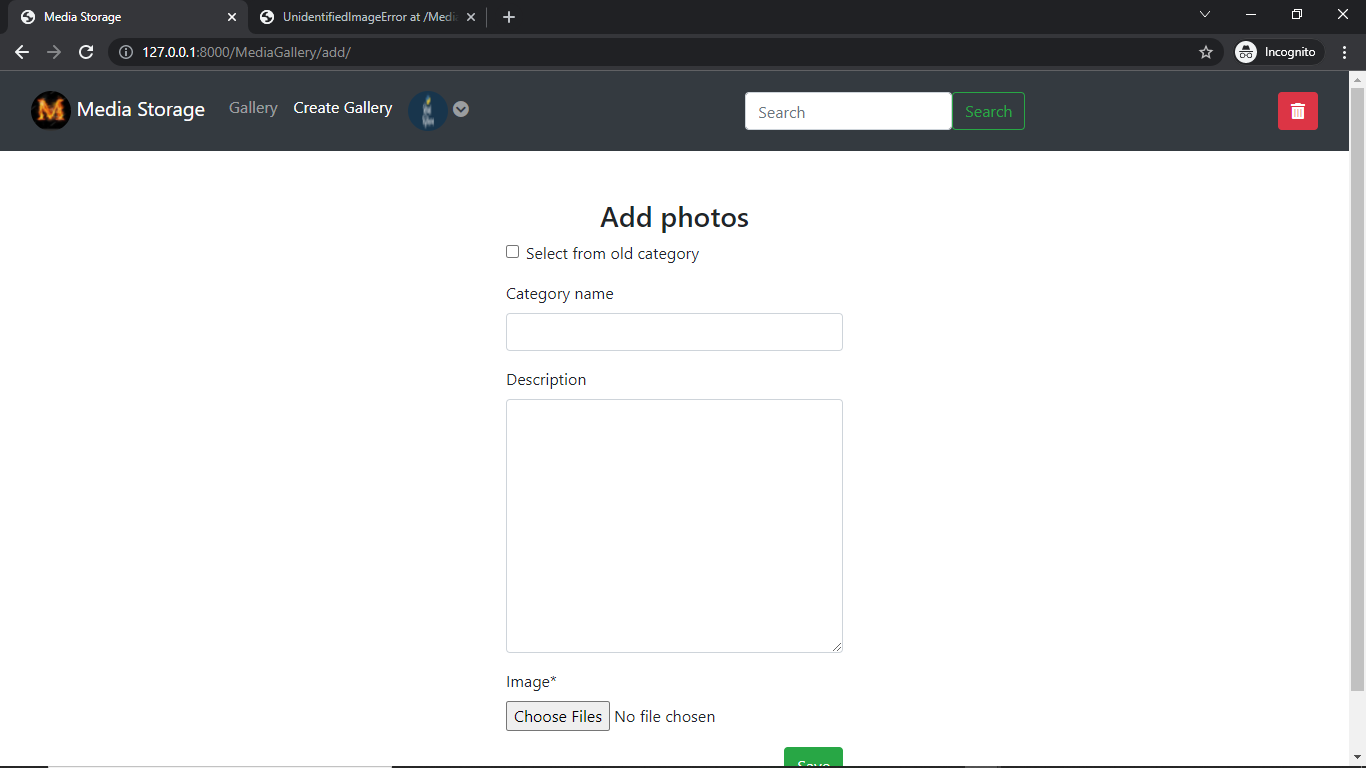 Media Storage
UnidentifiedImageError at /Media
127.0.0.1:8000/MediaGallery/add/
Incognito
M Media Storage Gallery Create Gallery Search Search
Add photos
Select from old category
Category name
Description
Image*
Choose Files No file chosen
Save